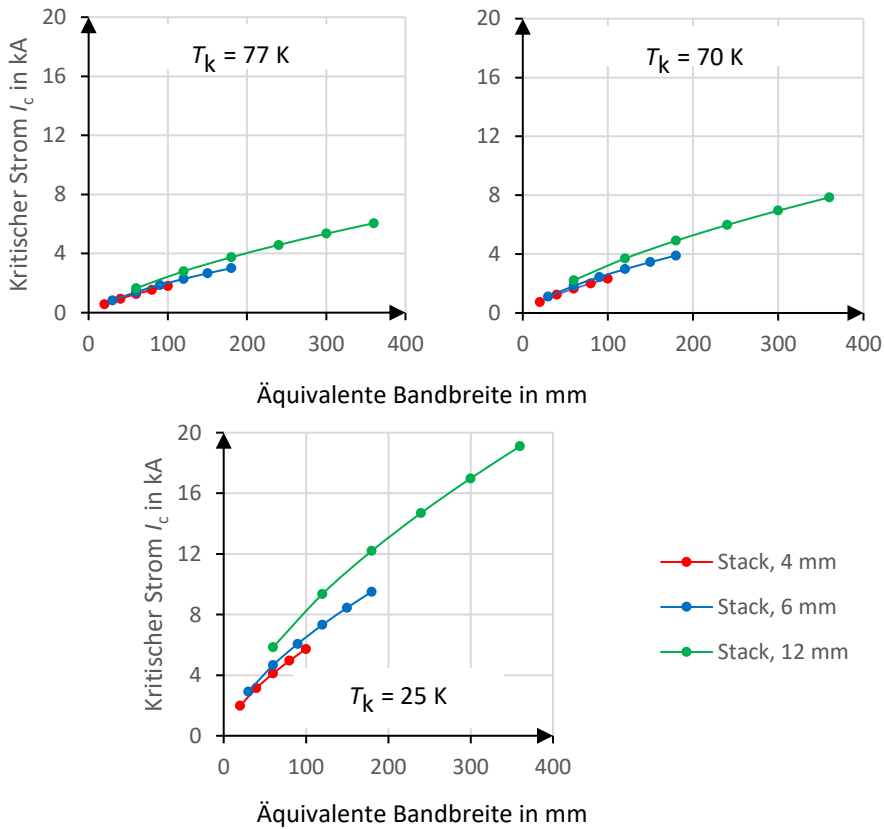 Kritischer Strom Ic in kA
20
16
12
8
4
0
Tk = 77 K
0 100 200 300 400
20
16
12
8
4
0
Tk = 70 K
0 100 200 300 400
Äquivalente Bandbreite in mm
Kritischer Strom Ic in kA
20
16
12
8
4
0
Tk = 25 K
0 100 200 300 400
Äquivalente Bandbreite in mm
Stack, 4 mm
Stack, 6 mm
Stack, 12 mm